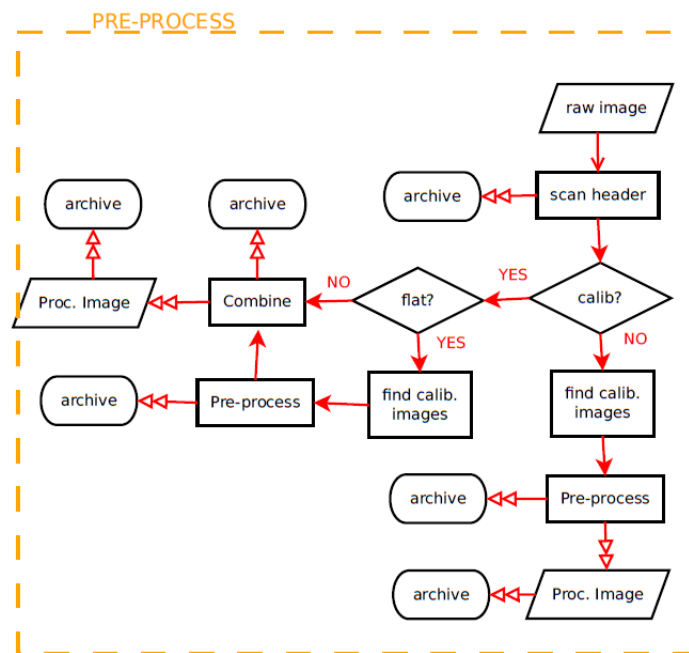 PRE-PROCESS
raw image
archive
scan header
archive
archive
YES
calib?
flat?
NO
Combine
Proc. Image
YES
NO
find calib.
images
find calib.
images
Pre-process
archive
archive
Pre-process
archive
Proc. Image